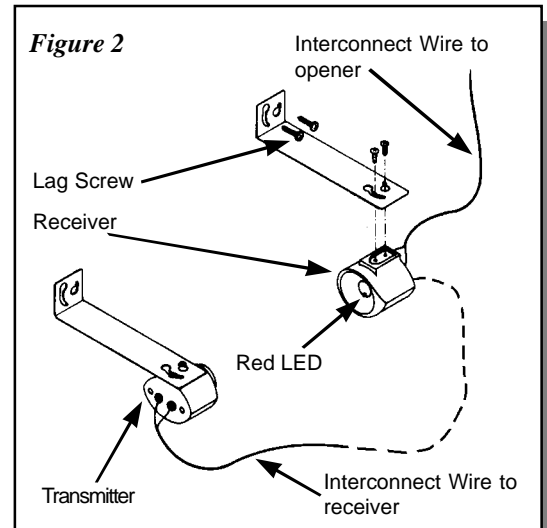 Figure 2
Interconnect Wire to
opener
Lag Screw
Receiver
Red LED
Transmitter
Interconnect Wire to
receiver